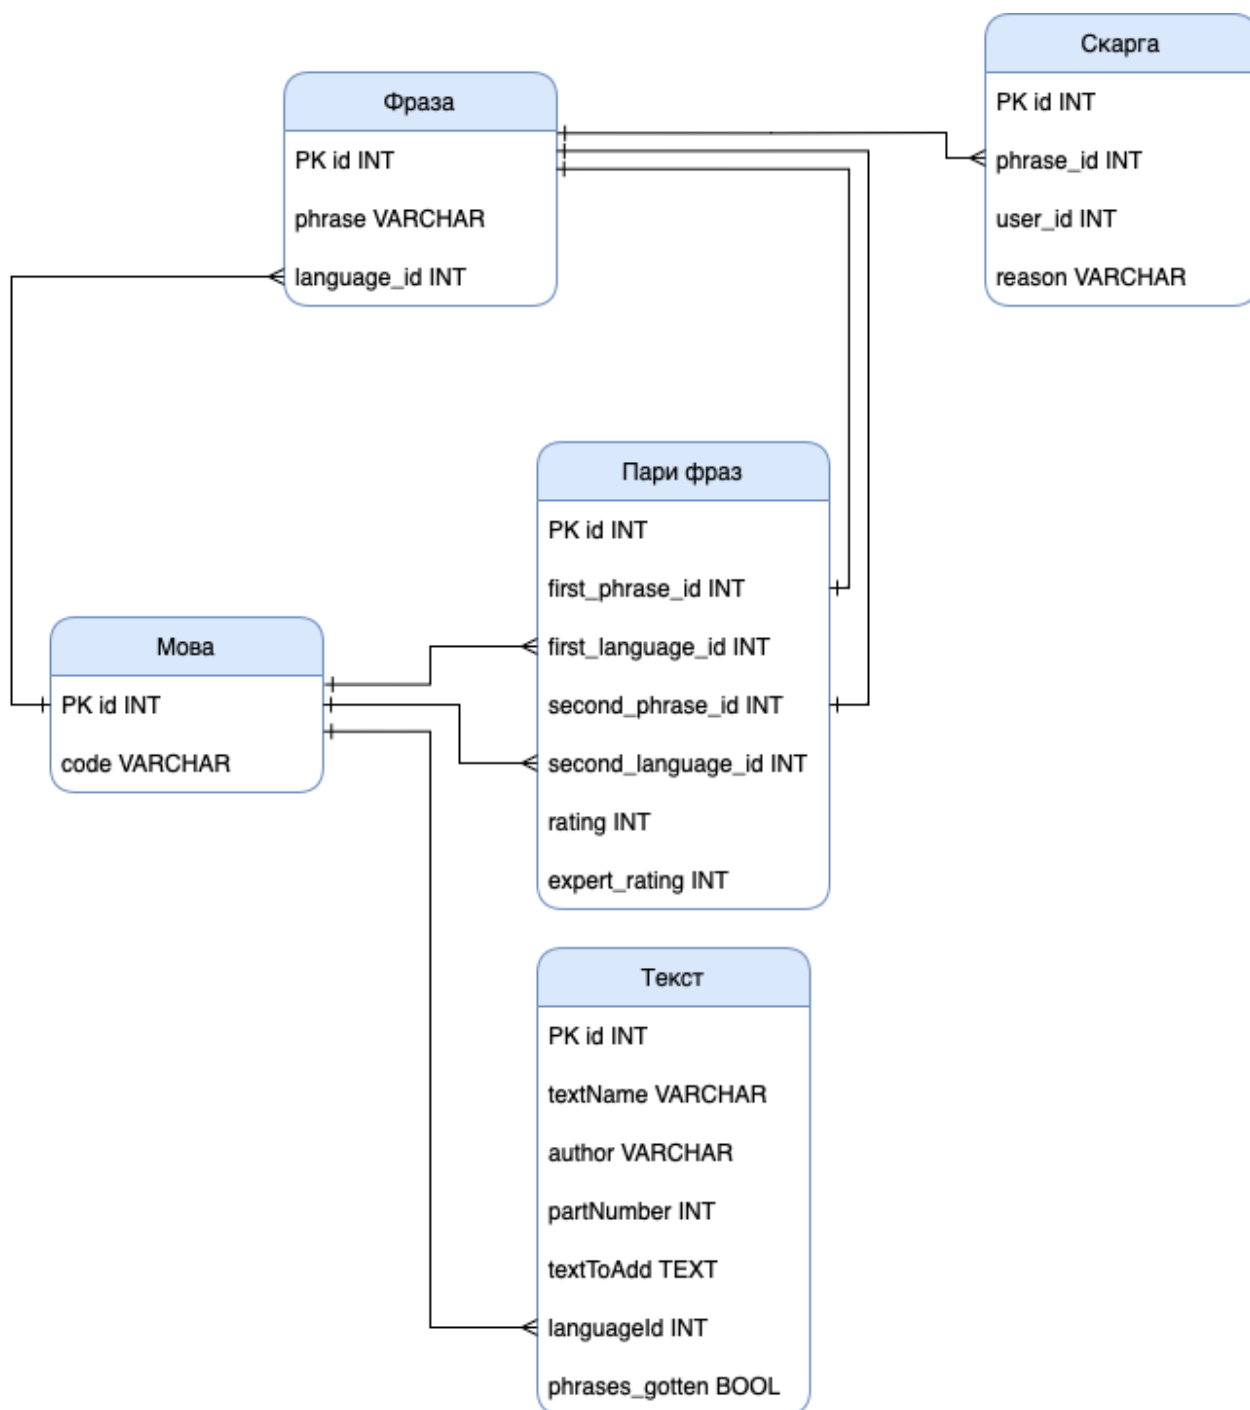 Скарга
PK id INT
phrase_id INT
user_id INT
reason VARCHAR
Фраза
PK id INT
phrase VARCHAR
language_id INT
Пари фраз
PK id INT
first_phrase_id INT
first_language_id INT
second_phrase_id INT
second_language_id INT
rating INT
expert_rating INT
Мова
PK id INT
code VARCHAR
Текст
PK id INT
textName VARCHAR
author VARCHAR
partNumber INT
textToAdd TEXT
languageId INT
phrases_gotten BOOL